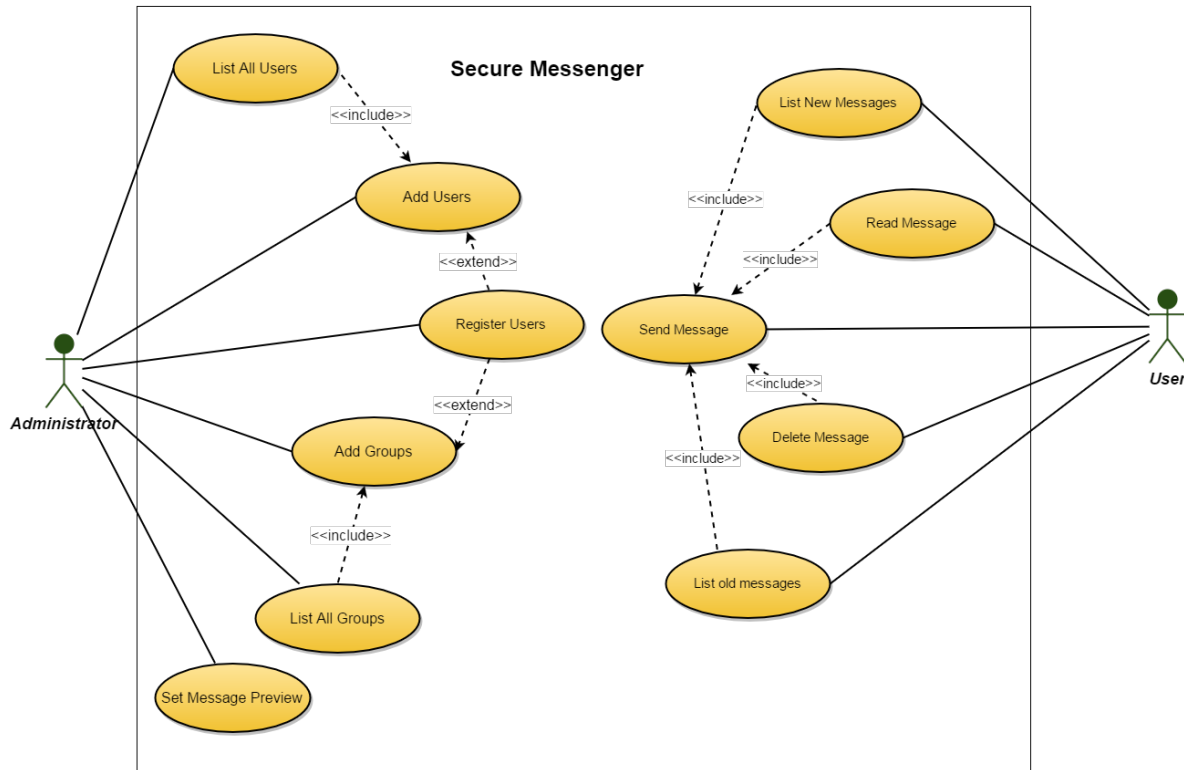 Secure Messenger
List All Users
<<include>>
Add Users
<<extend>>
Register Users
<<extend>>
Administrator
Add Groups
<<include>>
List All Groups
Set Message Preview
List New Messages
<<include>>
Read Message
<<include>>
Send Message
User
<<include>>
Delete Message
<<include>>
List old messages